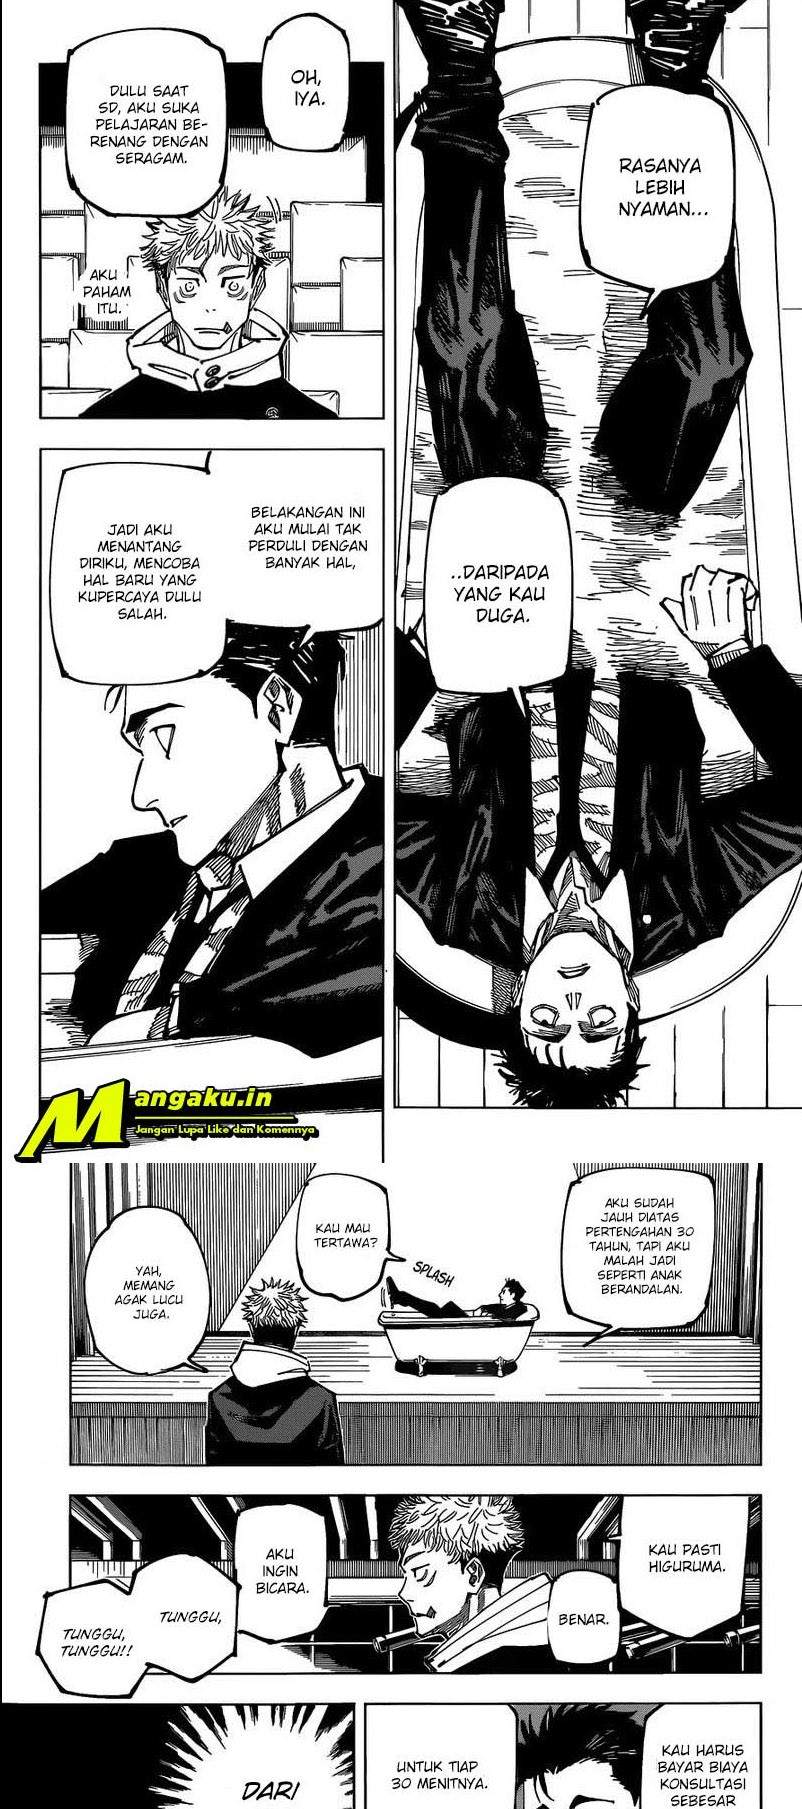 RASANYA
LEBIH
NYAMAN...
..DARIPADA
YANG KAU
DUGA.
OH,
IYA.
DULU SAAT
SD, AKU SUKA
PELAJARAN BE-
RENANG DENGAN
SERAGAM.
AKU
PAHAM
ITU.
BELAKANGAN INI
AKU MULAI TAK
PERDULI DENGAN
BANYAK HAL,
JADI AKU
MENANTANG
DIRIKU, MENCOBA
HAL BARU YANG
KUPERCAYA DULU
SALAH.
Mangaku.in
Jangan Lupa Like dan Komennya
AKU SUDAH
JAUH DIATAS
PERTENGAHAN 30
TAHUN, TAPI AKU
MALAH JADI
SEPERTI ANAK
BERANDALAN.
KAU MAU
TERTAWA?
SPLASH
YAH,
MEMANG
AGAK LUCU
JUGA.
KAU PASTI
HIGURUMA.
BENAR.
AKU
INGIN
BICARA.
TUNGGU,
TUNGGU,
TUNGGU!!
KAU HARUS
BAYAR BIAYA
KONSULTASI
SEBESAR
UNTUK TIAP
30 MENITNYA.
DARI